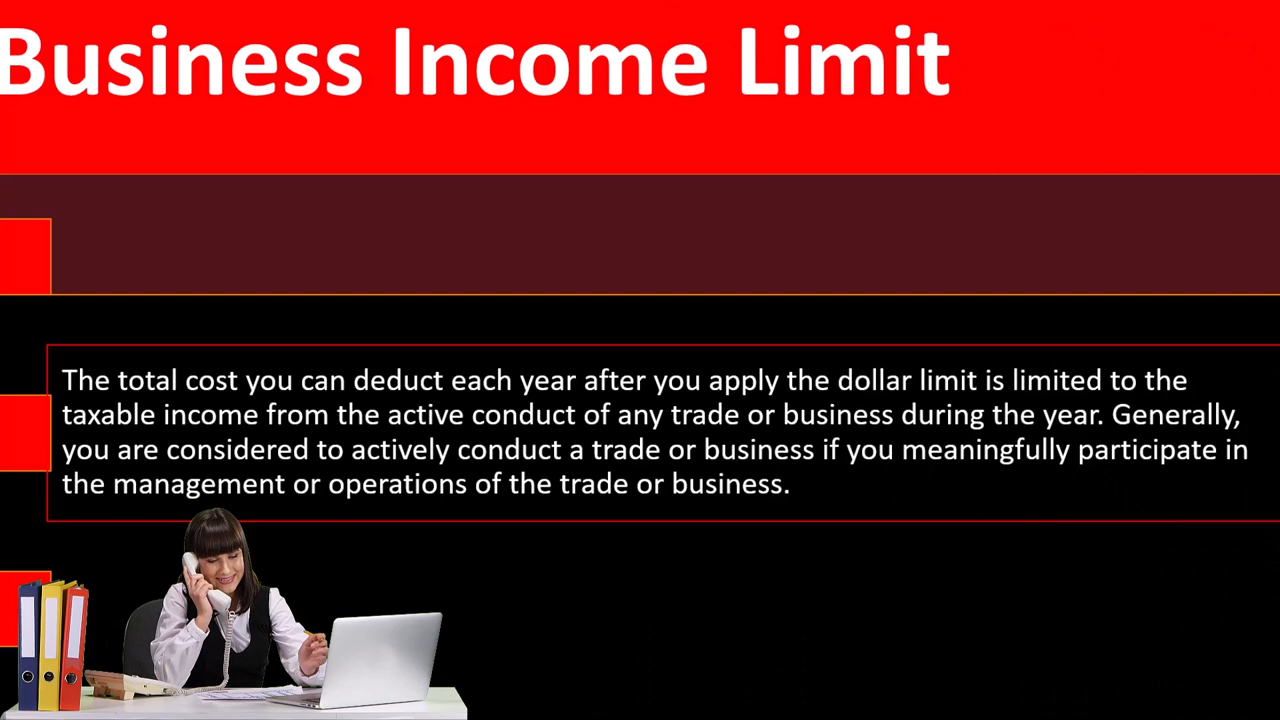 Business Income Limit
The total cost you can deduct each year after you apply the dollar limit is limited to the
taxable income from the active conduct of any trade or business during the year. Generally,
you are considered to actively conduct a trade or business if you meaningfully participate in
the management or operations of the trade or business.